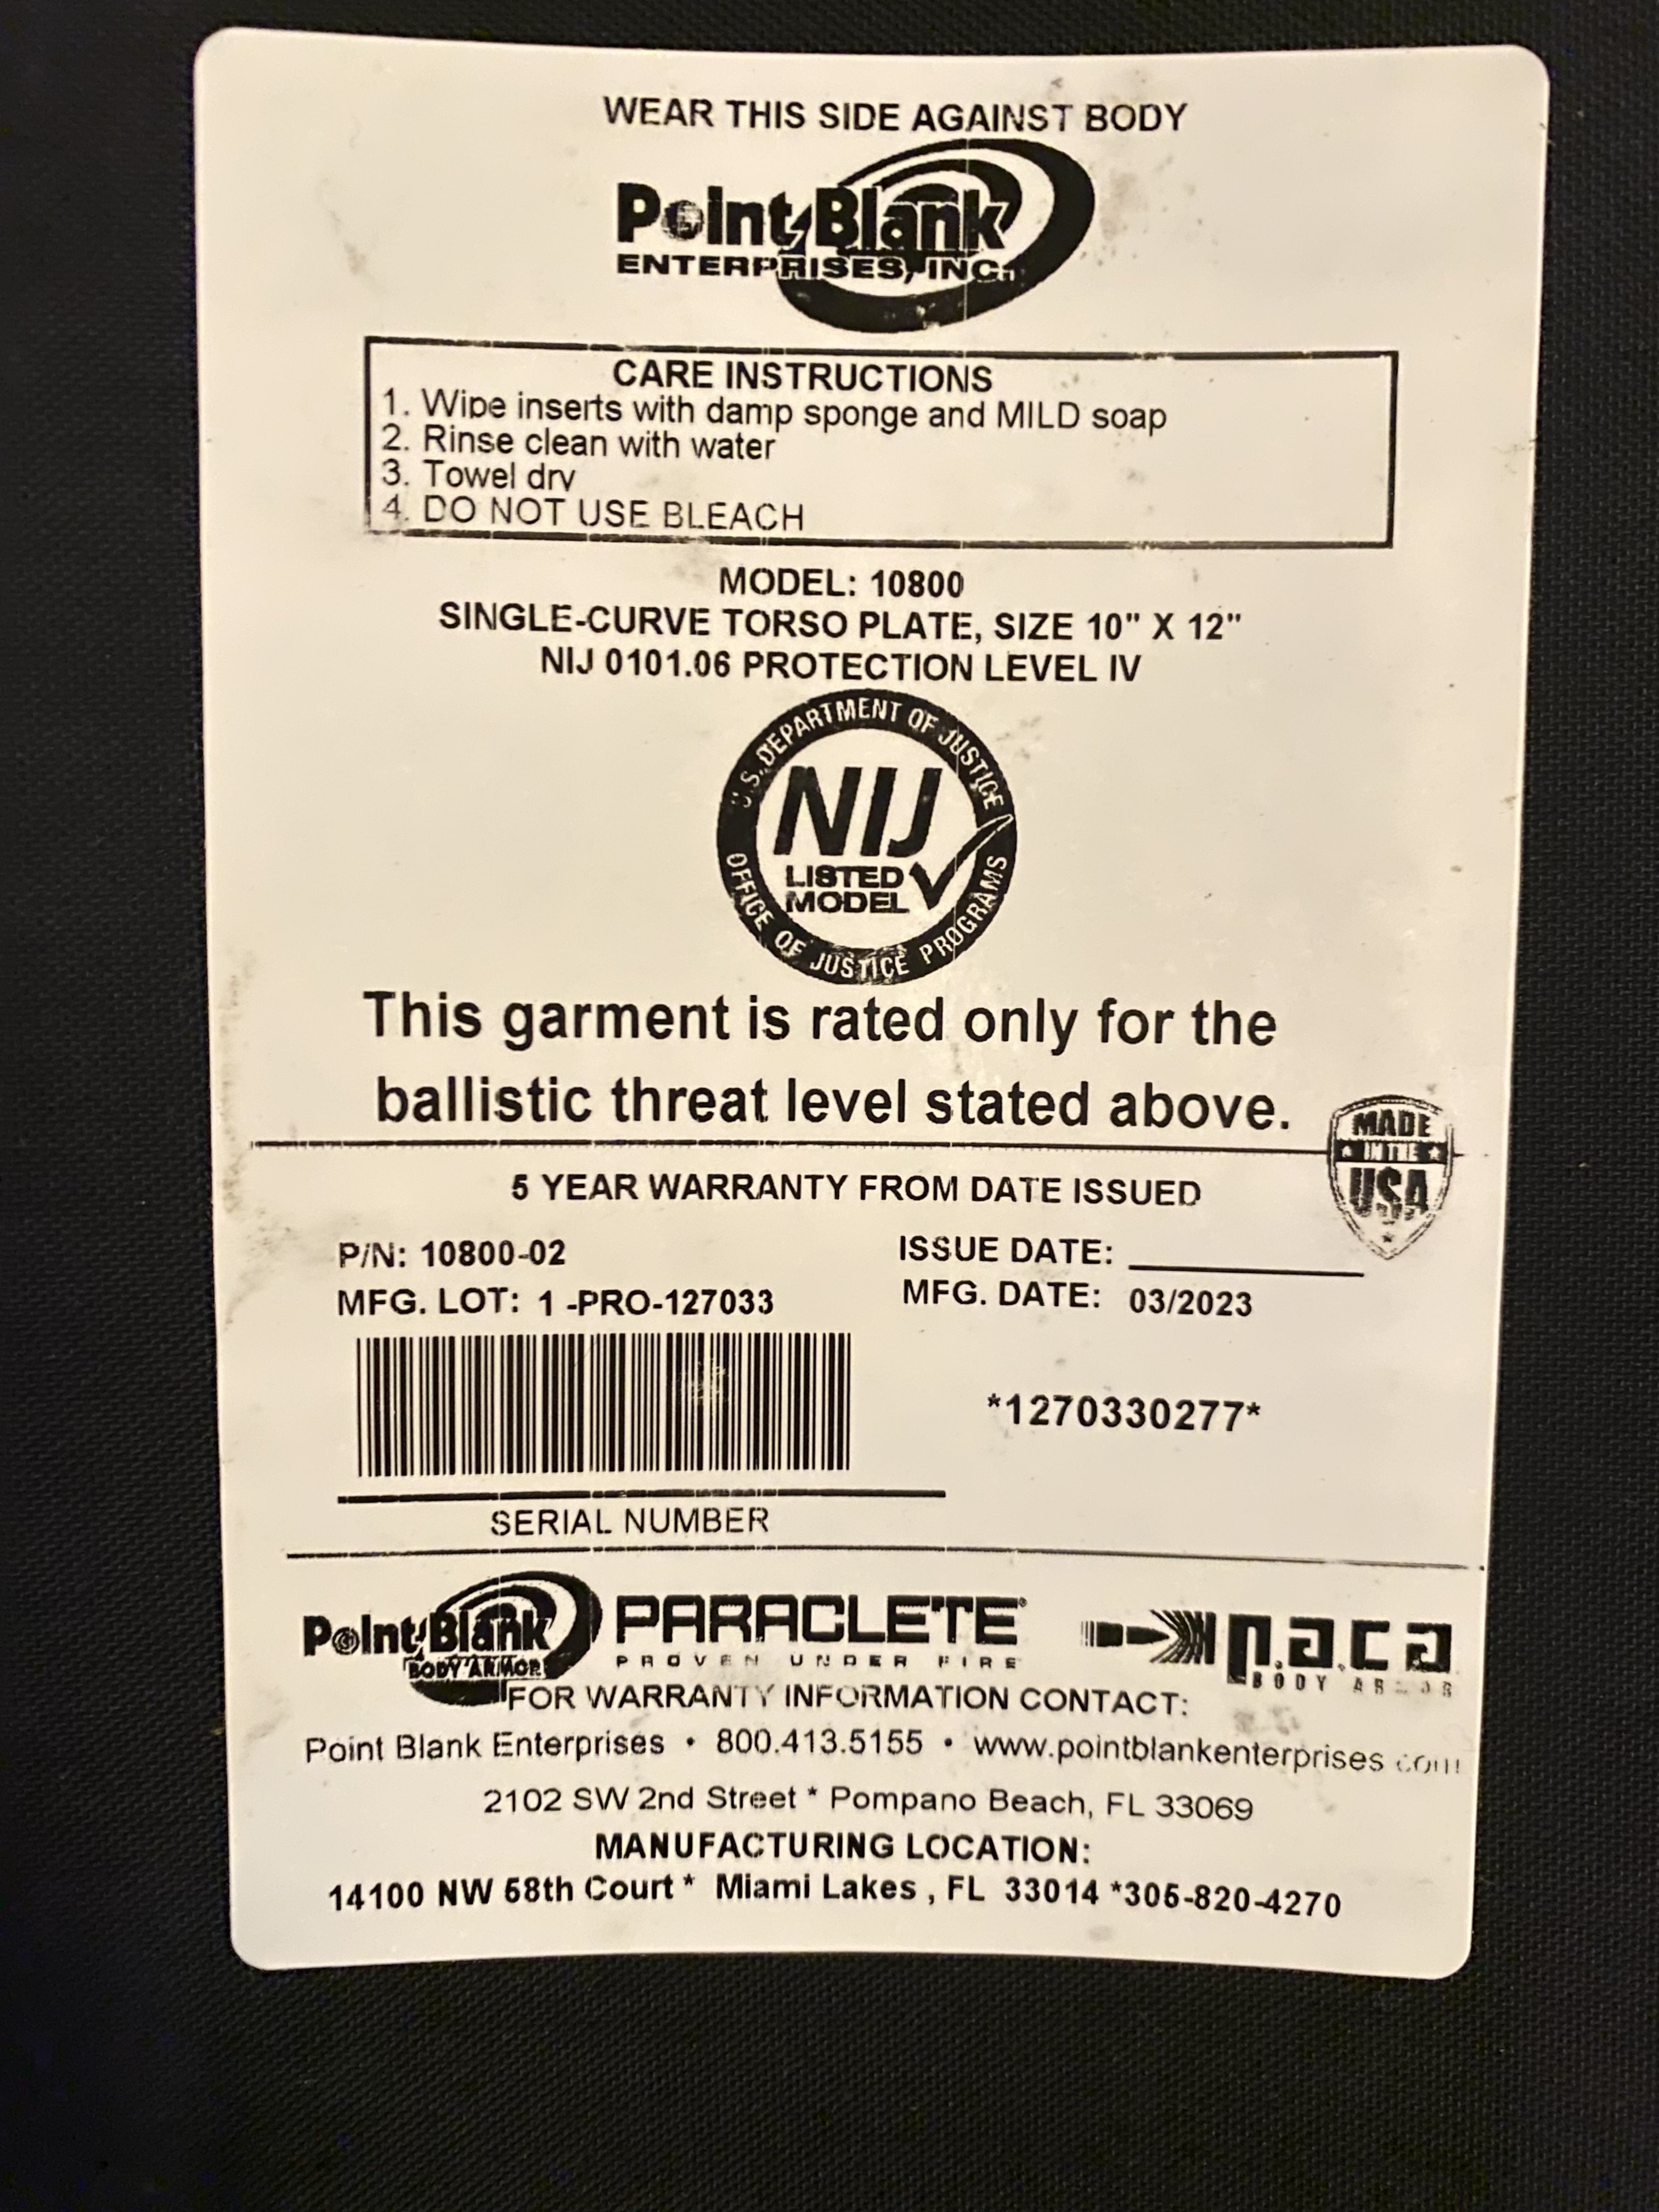 WEAR THIS SIDE AGAINST BODY
Point Blank
ENTERPRISES, INC.
CARE INSTRUCTIONS
1. Wipe inserts with damp sponge and MILD soap
2. Rinse clean with water
3. Towel dry
4. DO NOT USE BLEACH
MODEL: 10800
SINGLE-CURVE TORSO PLATE, SIZE 10" X 12"
NIJ 0101.06 PROTECTION LEVEL IV
U.S. DEPARTMENT OF JUSTICE
NIJ
LISTED
MODEL
OFFICE OF JUSTICE PROGRAMS
This garment is rated only for the
ballistic threat level stated above.
MADE
IN THE
USA
5 YEAR WARRANTY FROM DATE ISSUED
P/N: 10800-02
ISSUE DATE:
MFG. LOT: 1 -PRO-127033
MFG. DATE: 03/2023
*1270330277*
SERIAL NUMBER
Point Blank
BODY ARMOR
PARACLETE
PROVEN UNDER FIRE
p.a.c.a
BODY ARMOR
FOR WARRANTY INFORMATION CONTACT:
Point Blank Enterprises • 800.413.5155 • www.pointblankenterprises.com
2102 SW 2nd Street * Pompano Beach, FL 33069
MANUFACTURING LOCATION:
14100 NW 58th Court * Miami Lakes , FL 33014 *305-820-4270